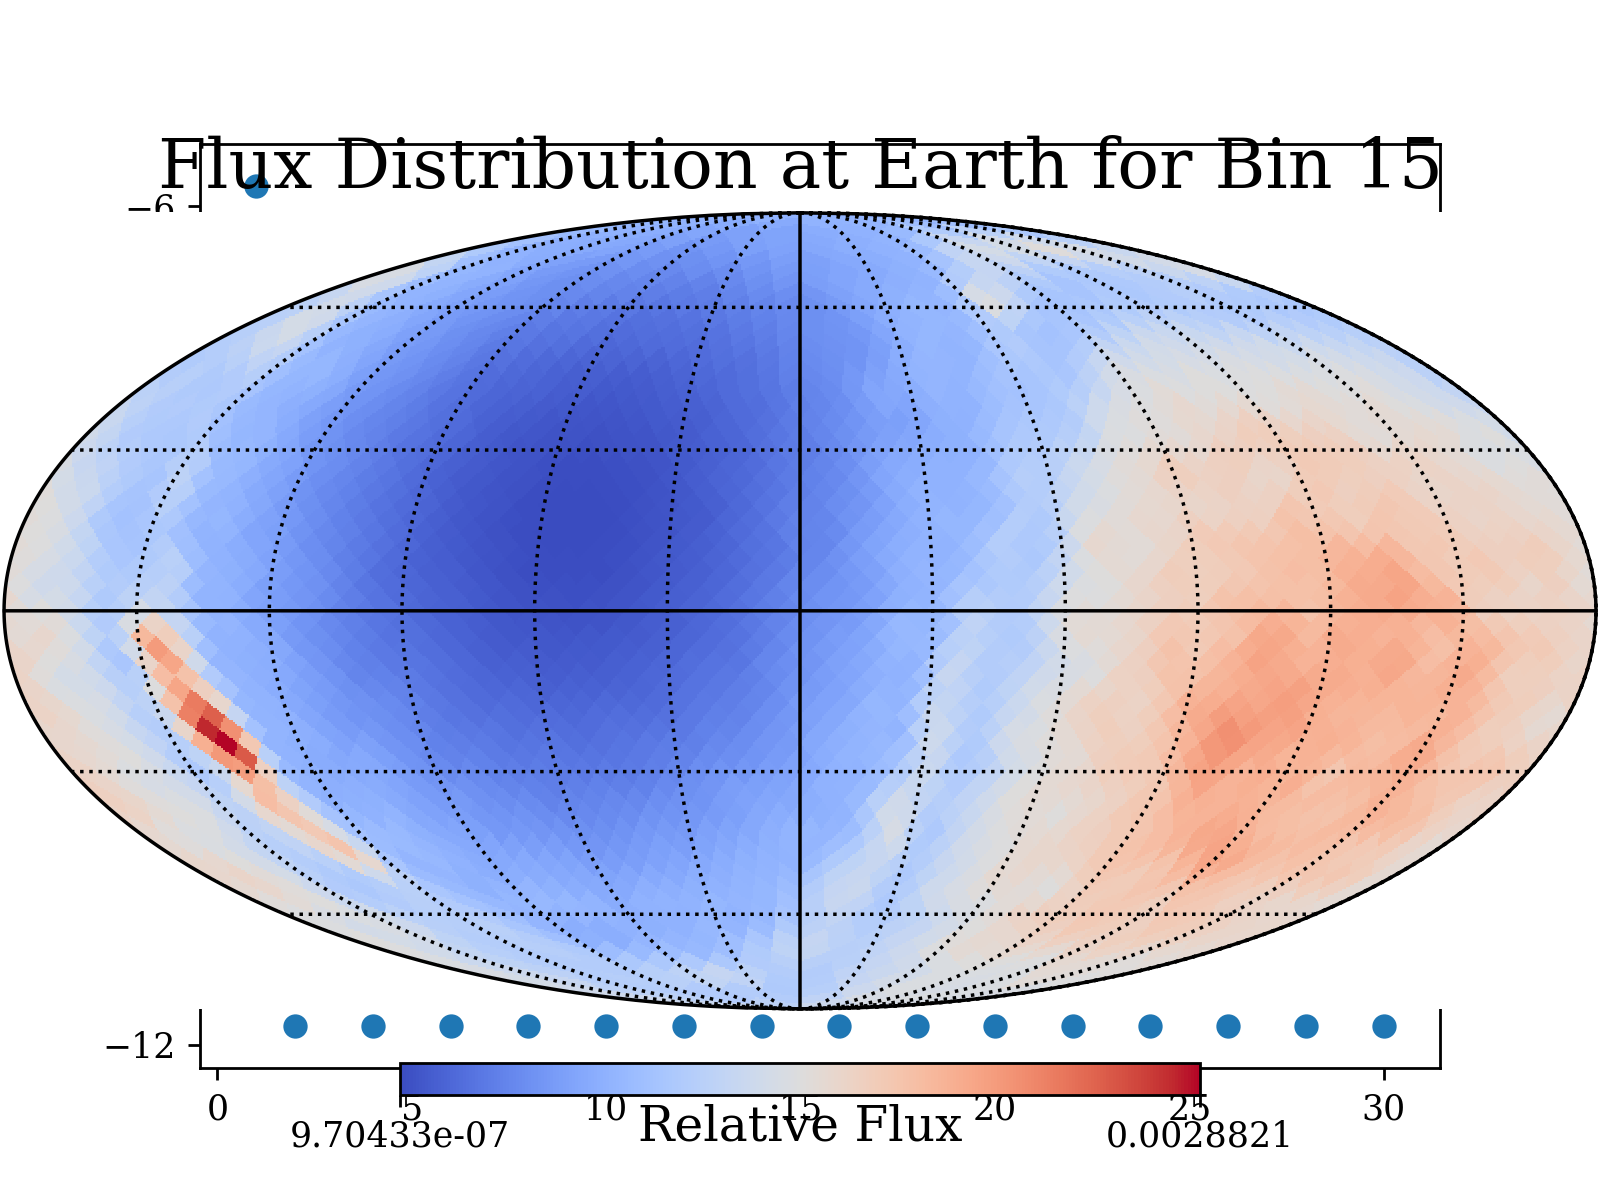 Flux Distribution at Earth for Bin 15
−6
−12
0 5 10 15 20 25 30
Relative Flux
9.70433e-07 0.0028821